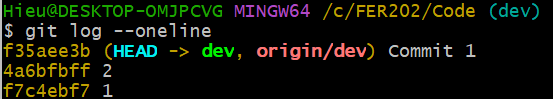 Hieu@DESKTOP-OMJPCVG MINGW64 /c/FER202/Code (dev)
$ git log --oneline
f35aee3b (HEAD -> dev, origin/dev) Commit 1
4a6bfbff 2
f7c4ebf7 1